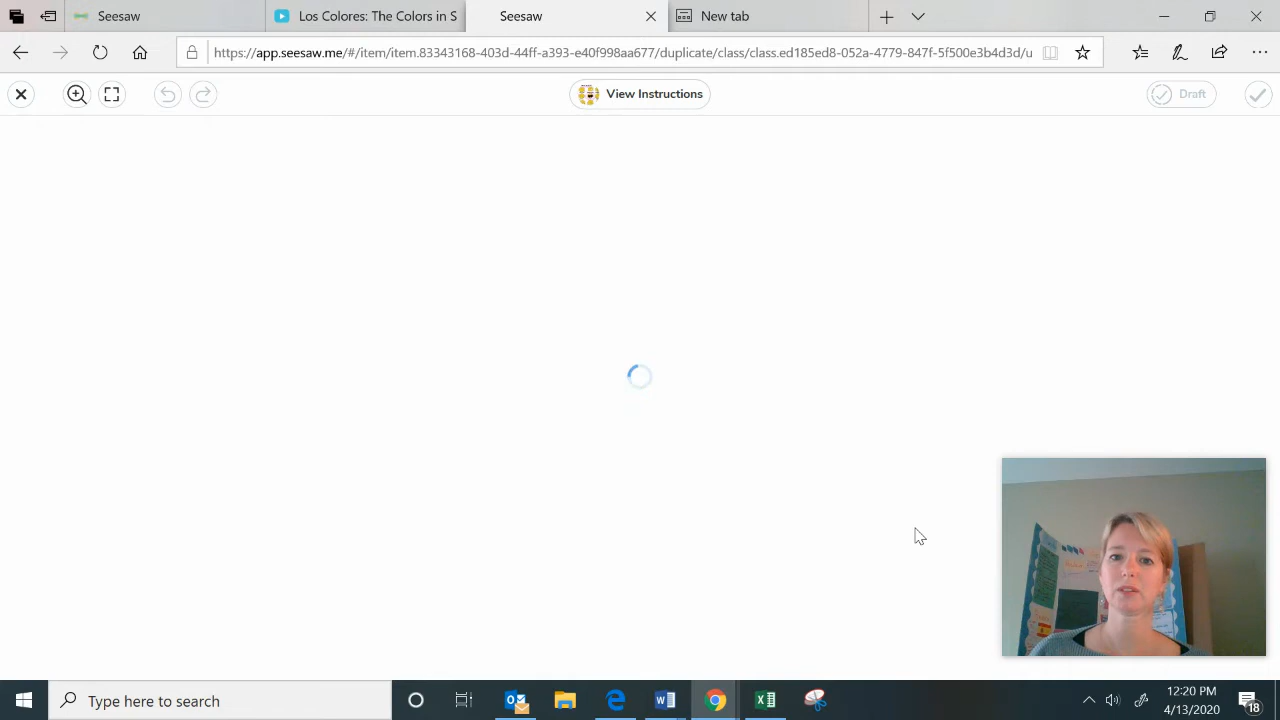 Seesaw
Los Colores: The Colors in S
Seesaw
New tab
https://app.seesaw.me/#/item/item.83343168-403d-44ff-a393-e40f998aa677/duplicate/class/class.ed185ed8-052a-4779-847f-5f500e3b4d3d/u
View Instructions
Draft
Type here to search
12:20 PM
4/13/2020
18